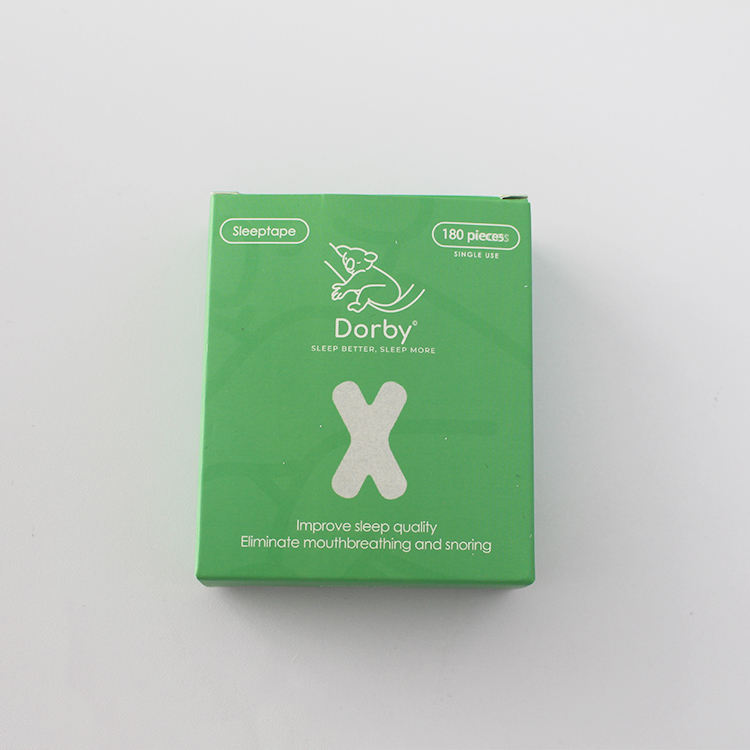 Sleeptape
180 pieces
SINGLE USE
Dorby©
SLEEP BETTER, SLEEP MORE
Improve sleep quality
Eliminate mouthbreathing and snoring